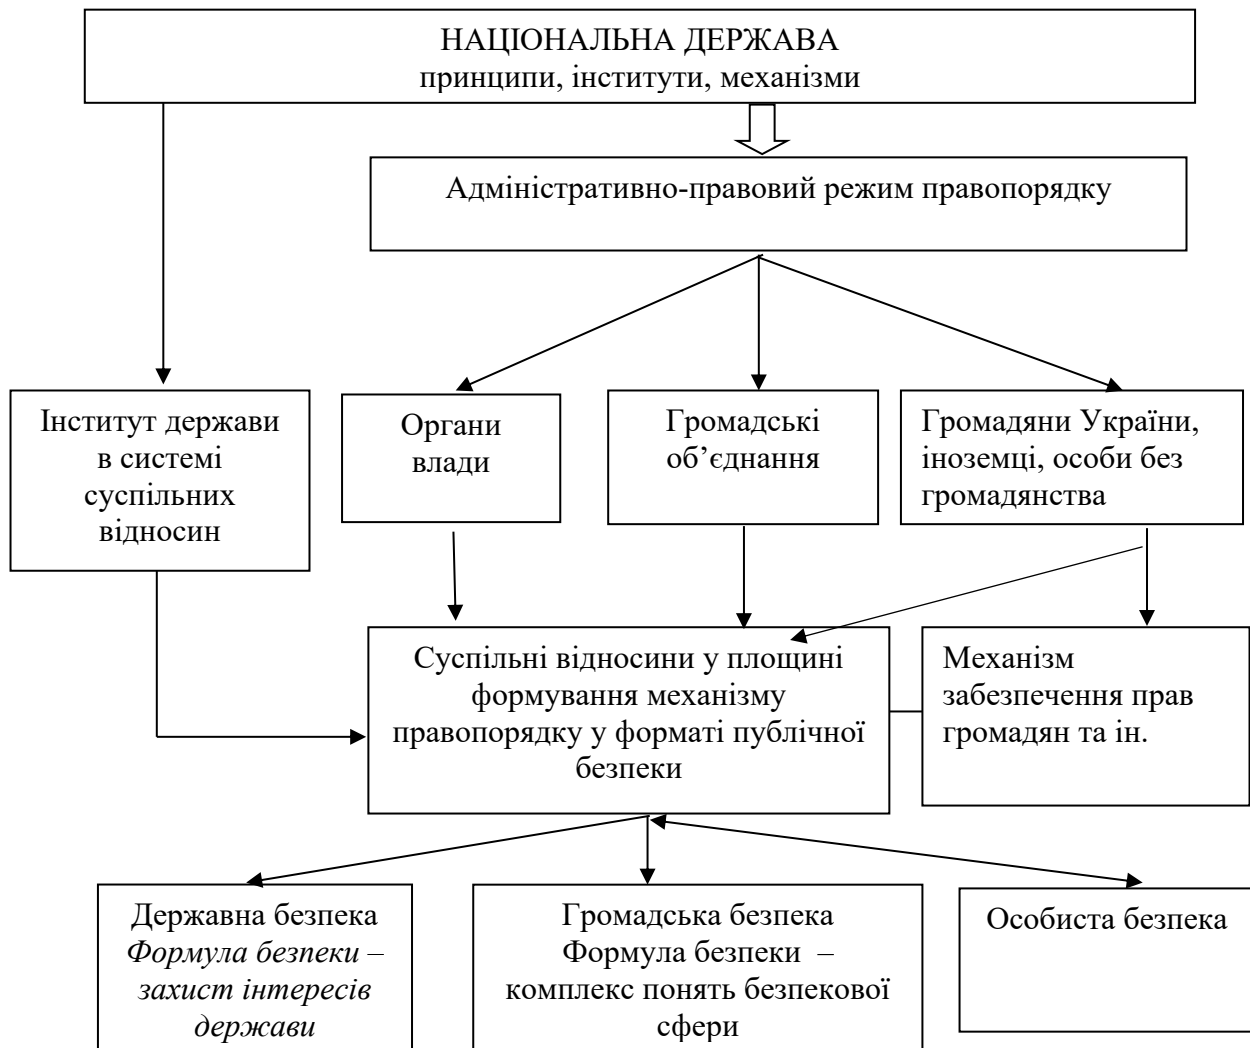 НАЦІОНАЛЬНА ДЕРЖАВА
принципи, інститути, механізми
Адміністративно-правовий режим правопорядку
Інститут держави
в системі
суспільних
відносин
Органи
влади
Громадські
об’єднання
Громадяни України,
іноземці, особи без
громадянства
Суспільні відносини у площині
формування механізму
правопорядку у форматі публічної
безпеки
Механізм
забезпечення прав
громадян та ін.
Державна безпека
Формула безпеки –
захист інтересів
держави
Громадська безпека
Формула безпеки –
комплекс понять безпекової
сфери
Особиста безпека